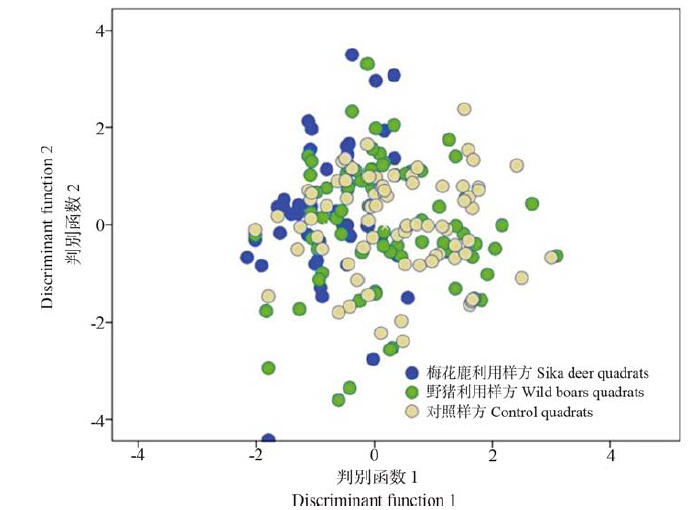 4
2
0
-2
-4
Discriminant function 2
判别函数 2
梅花鹿利用样方 Sika deer quadrats
野猪利用样方 Wild boars quadrats
对照样方 Control quadrats
-4
-2
0
2
4
判别函数 1
Discriminant function 1